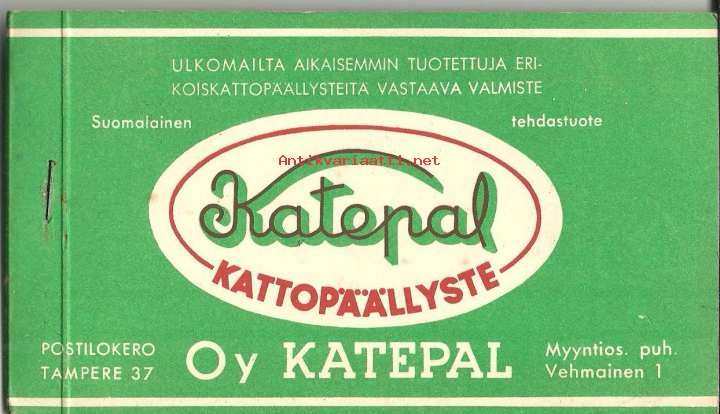 ULKOMAILTA AIKAISEMMIN TUOTETTUJA ERI-
KOISKATTOPÄÄLLYSTEITÄ VASTAAVA VALMISTE
Suomalainen tehdastuote
Antikvariaatti.net
Katepal
KATTOPÄÄLLYSTE
POSTILOKERO
TAMPERE 37
Oy KATEPAL
Myyntios. puh.
Vehmainen 1